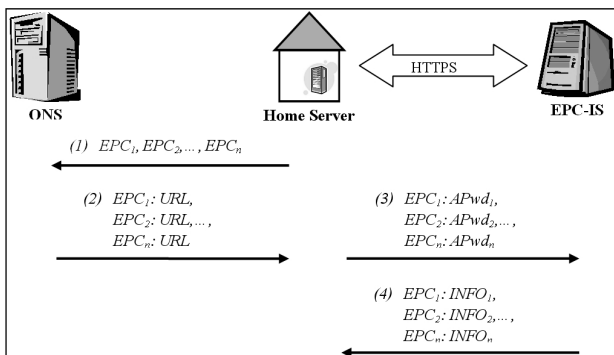 HTTPS
ONS
Home Server
EPC-IS
(1) EPC₁, EPC₂,..., EPCₙ
(2) EPC₁: URL,
EPC₂: URL,...,
EPCₙ: URL
(3) EPC₁: APwd₁,
EPC₂: APwd₂,...,
EPCₙ: APwdₙ
(4) EPC₁: INFO₁,
EPC₂: INFO₂,...,
EPCₙ: INFOₙ